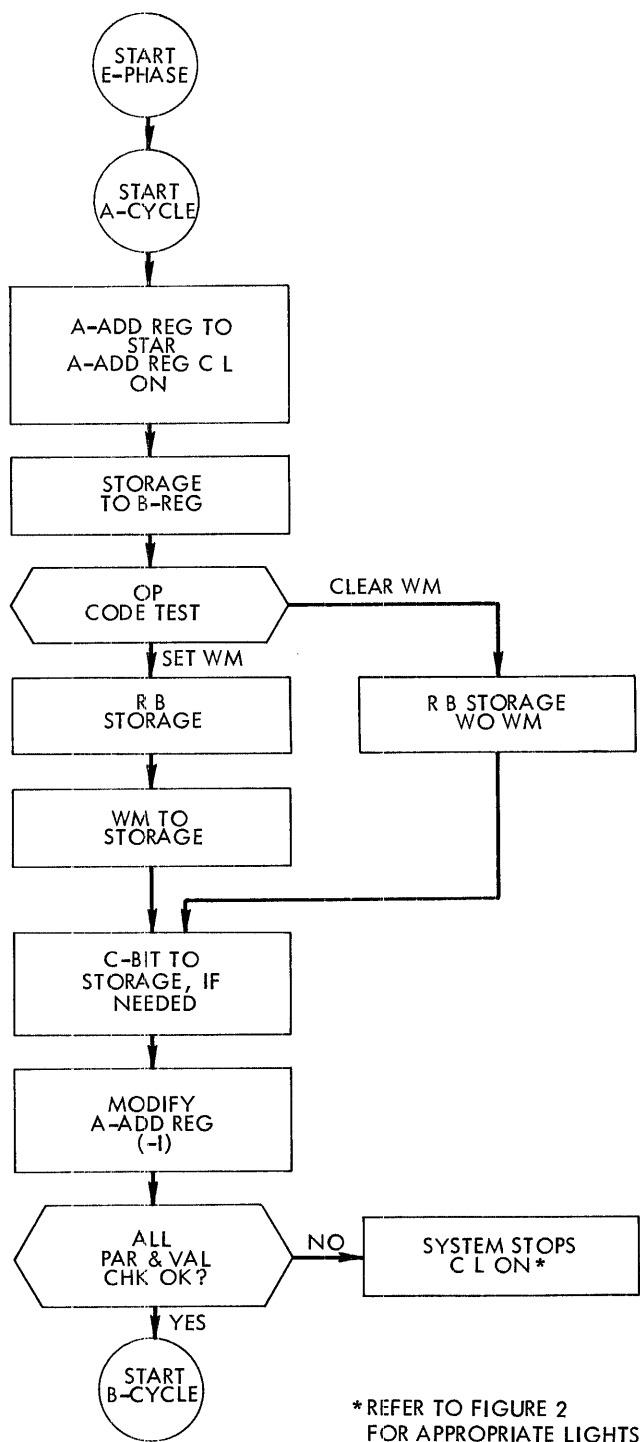 START
E-PHASE
START
A-CYCLE
A-ADD REG TO
STAR
A-ADD REG C L
ON
STORAGE
TO B-REG
OP
CODE TEST
CLEAR WM
SET WM
R B
STORAGE
R B STORAGE
WO WM
WM TO
STORAGE
C-BIT TO
STORAGE, IF
NEEDED
MODIFY
A-ADD REG
(-1)
ALL
PAR & VAL
CHK OK?
NO
SYSTEM STOPS
C L ON*
YES
START
B-CYCLE
*REFER TO FIGURE 2
FOR APPROPRIATE LIGHTS